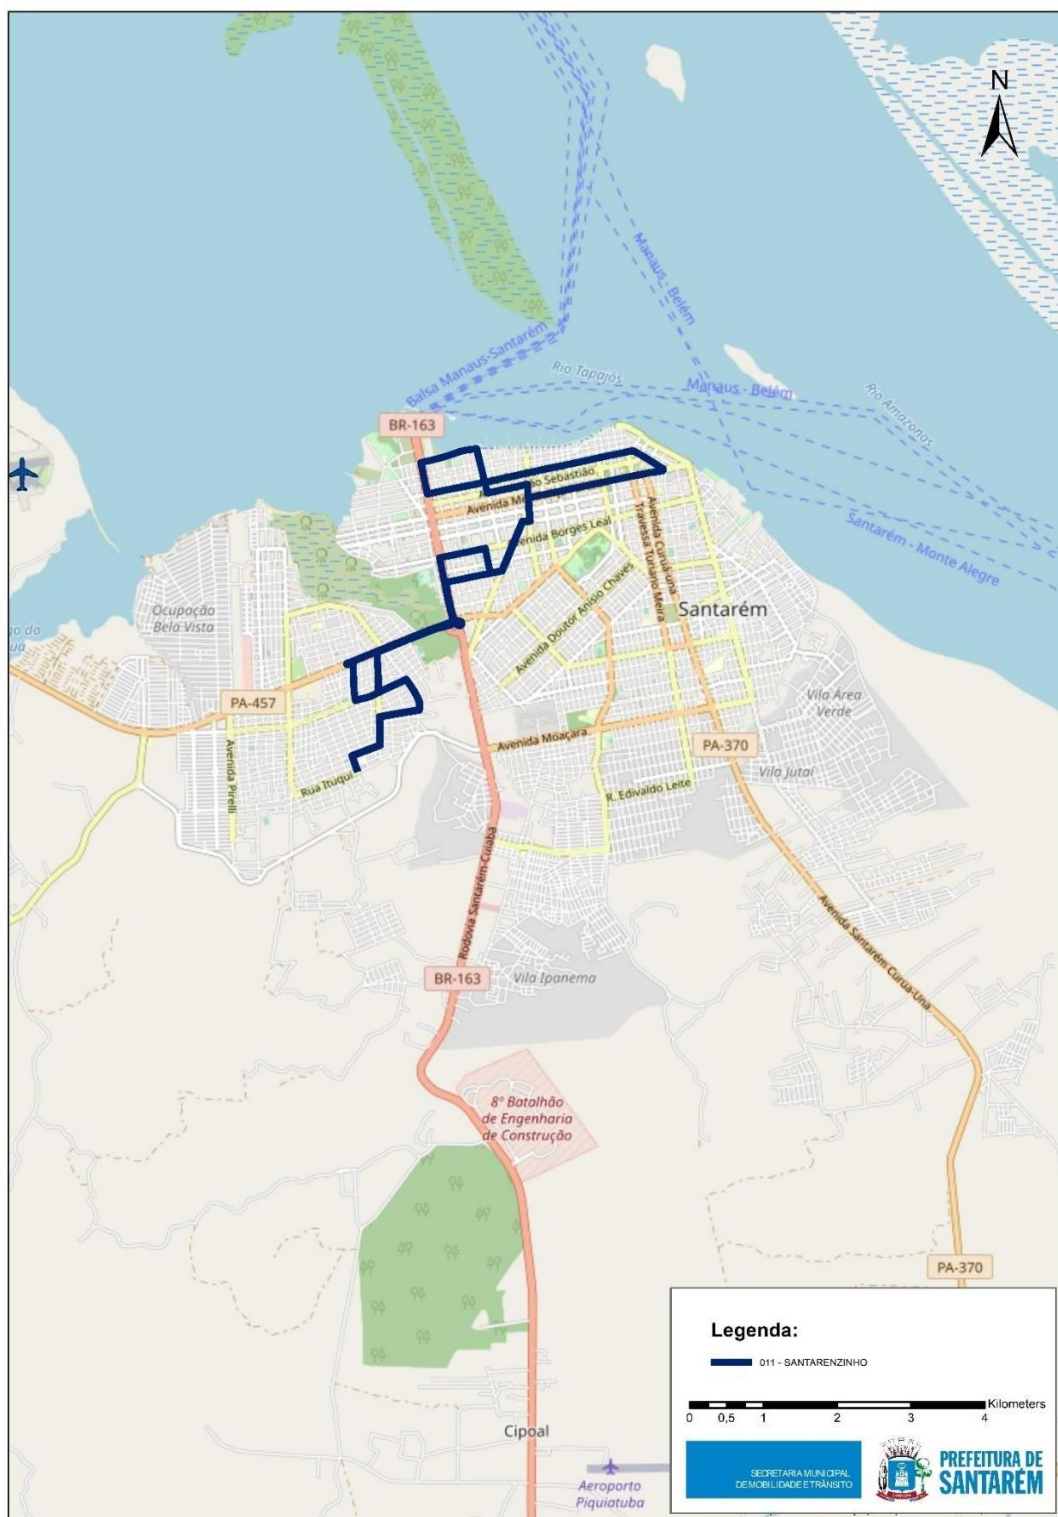 N
Manaus - Belém
Balsa Manaus-Santarém
Rio Tapajós
Manaus - Belém
Rio Amazonas
BR-163
Sebastião
Santarém - Monte Alegre
Avenida Borges Leal
Avenida Curuá-una
Travessa Turiano Meira
Avenida Doutor Anísio Chaves
Santarém
Ocupação
Bela Vista
PA-457
Vila Area
Verde
Avenida Moaçara
PA-370
Vila Jutaí
Avenida Pirelli
Rua Ituqui
R. Edivaldo Leite
Rodovia Santarém-Cuiabá
Avenida Santarém Curuá-Una
BR-163
Vila Ipanema
8º Batalhão
de Engenharia
de Construção
PA-370
Cipoal
Aeroporto
Piquiatuba
Legenda:
011 - SANTARENZINHO
Kilometers
0 0,5 1 2 3 4
SECRETARIA MUNICIPAL
DE MOBILIDADE E TRÂNSITO
PREFEITURA DE
SANTARÉM